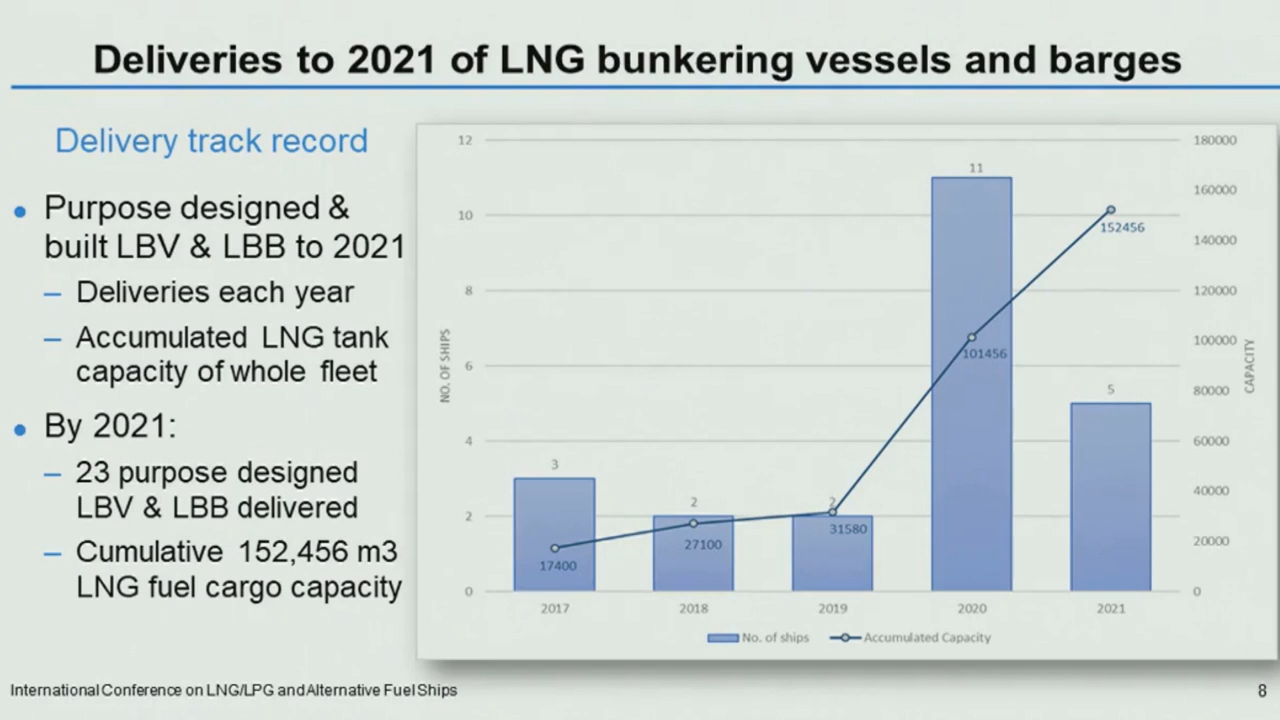 Deliveries to 2021 of LNG bunkering vessels and barges
Delivery track record
• Purpose designed &
built LBV & LBB to 2021
– Deliveries each year
– Accumulated LNG tank
capacity of whole fleet
• By 2021:
– 23 purpose designed
LBV & LBB delivered
– Cumulative 152,456 m3
LNG fuel cargo capacity
NO. OF SHIPS
12
10
8
6
4
2
0
3
2
2
11
5
17400
27100
31580
101456
152456
180000
160000
140000
120000
100000
80000
60000
40000
20000
0
CAPACITY
2017 2018 2019 2020 2021
No. of ships Accumulated Capacity
International Conference on LNG/LPG and Alternative Fuel Ships
8